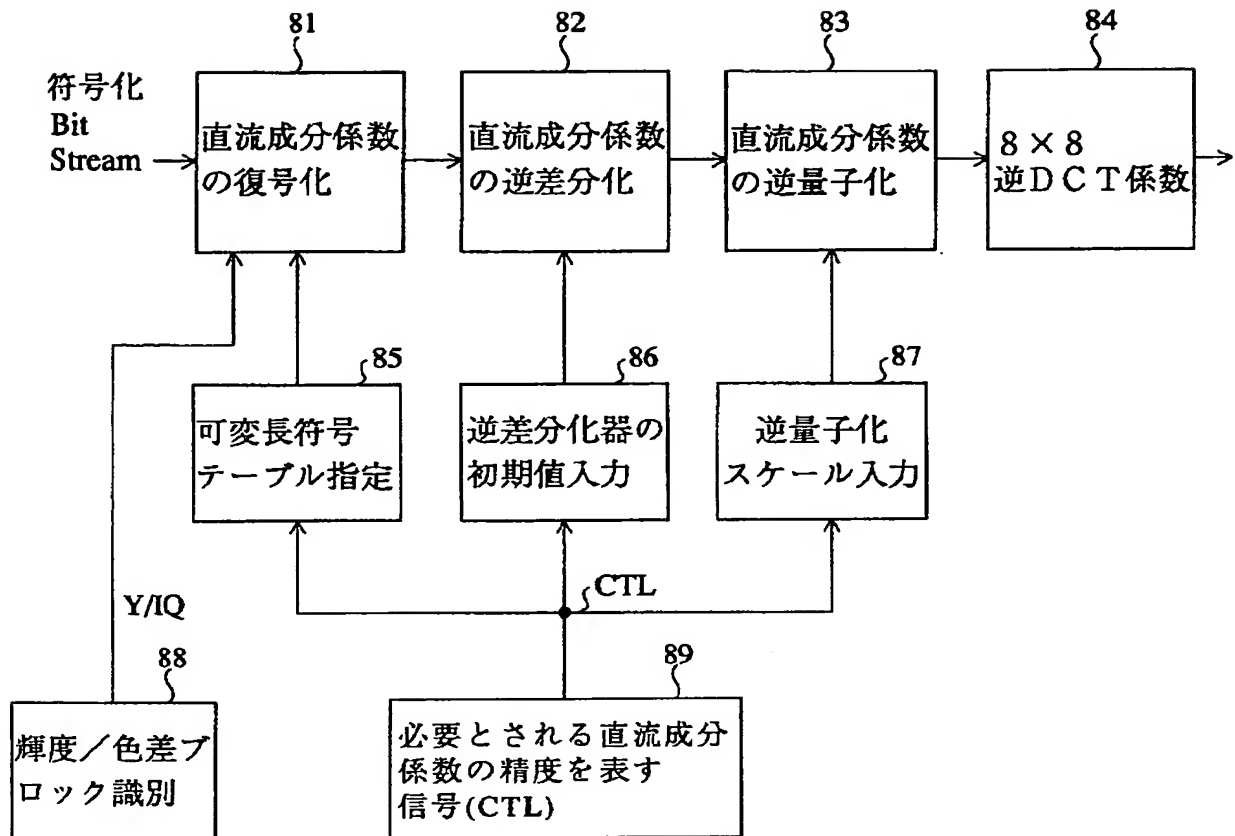 81
82
83
84
符号化
Bit
Stream
直流成分係数
の復号化
直流成分係数
の逆差分化
直流成分係数
の逆量子化
8×8
逆DCT係数
85
86
87
可変長符号
テーブル指定
逆差分化器の
初期値入力
逆量子化
スケール入力
Y/IQ
CTL
88
89
輝度/色差ブ
ロック識別
必要とされる直流成分
係数の精度を表す
信号(CTL)